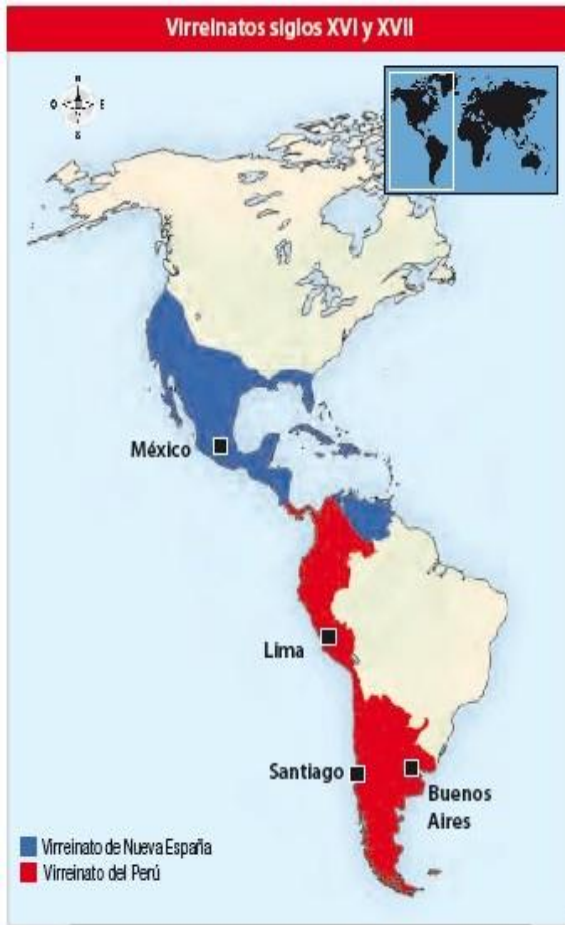 Virreinatos siglos XVI y XVII
N
O
E
S
México
Lima
Santiago
Buenos
Aires
Virreinato de Nueva España
Virreinato del Perú